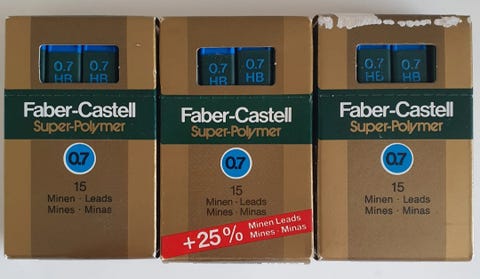 0.7 0.7
HB HB
Faber-Castell
Super-Polymer
0.7
15
Minen · Leads
Mines · Minas
0.7 0.7
HB HB
Faber-Castell
Super-Polymer
0.7
15
Minen · Leads
Mines · Minas
+25% Minen Leads
Mines · Minas
0.7 0.7
HB HB
Faber-Castell
Super-Polymer
0.7
15
Minen · Leads
Mines · Minas